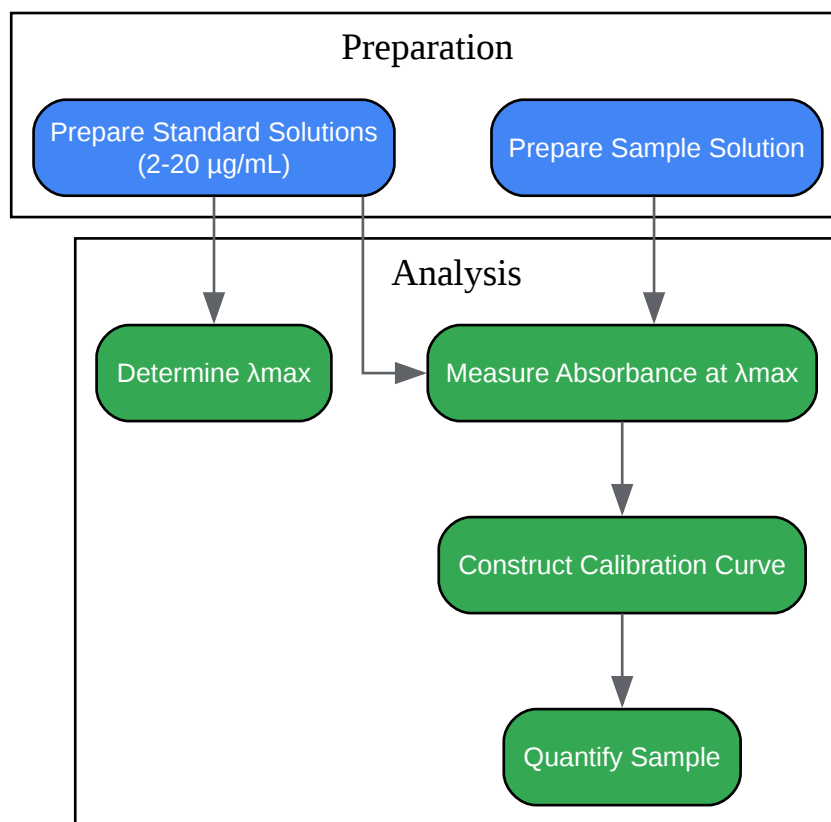 Preparation
Prepare Standard Solutions
(2-20 µg/mL)
Prepare Sample Solution
Analysis
Determine λmax
Measure Absorbance at λmax
Construct Calibration Curve
Quantify Sample